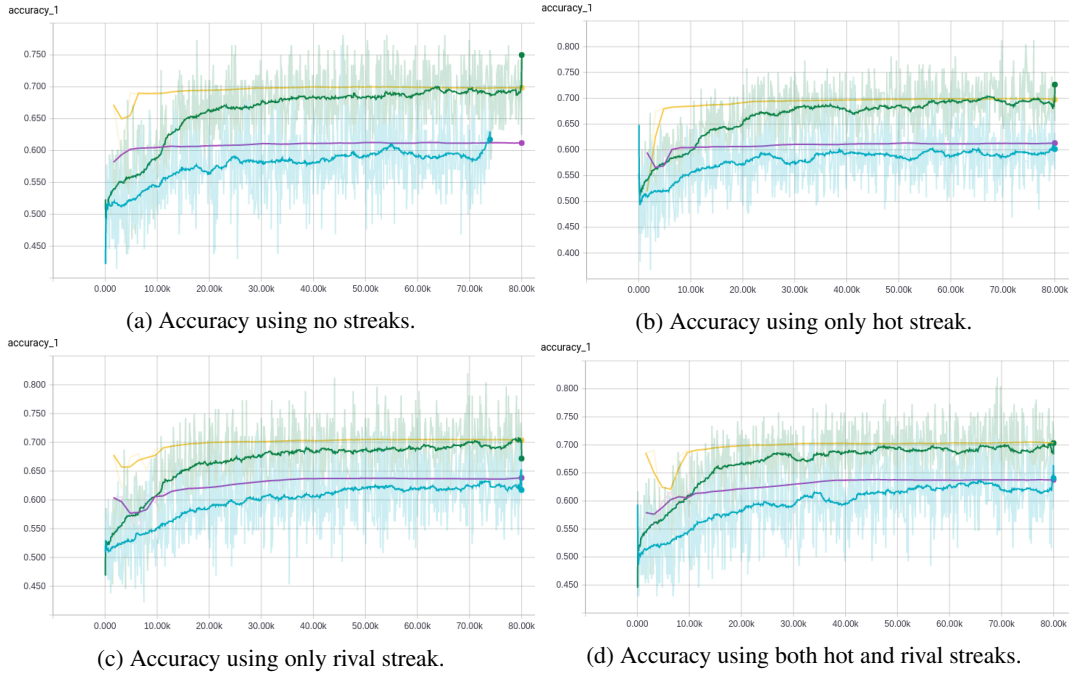 accuracy_1
0.750
0.700
0.650
0.600
0.550
0.500
0.450
0.000 10.00k 20.00k 30.00k 40.00k 50.00k 60.00k 70.00k 80.00k
(a) Accuracy using no streaks.
accuracy_1
0.800
0.750
0.700
0.650
0.600
0.550
0.500
0.450
0.400
0.000 10.00k 20.00k 30.00k 40.00k 50.00k 60.00k 70.00k 80.00k
(b) Accuracy using only hot streak.
accuracy_1
0.800
0.750
0.700
0.650
0.600
0.550
0.500
0.450
0.000 10.00k 20.00k 30.00k 40.00k 50.00k 60.00k 70.00k 80.00k
(c) Accuracy using only rival streak.
accuracy_1
0.800
0.750
0.700
0.650
0.600
0.550
0.500
0.450
0.000 10.00k 20.00k 30.00k 40.00k 50.00k 60.00k 70.00k 80.00k
(d) Accuracy using both hot and rival streaks.